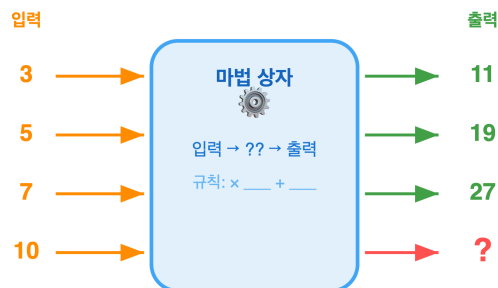 입력 출력
마법 상자
3 11
5 19
입력 → ?? → 출력
규칙: × ___ + ___
7 27
10 ?